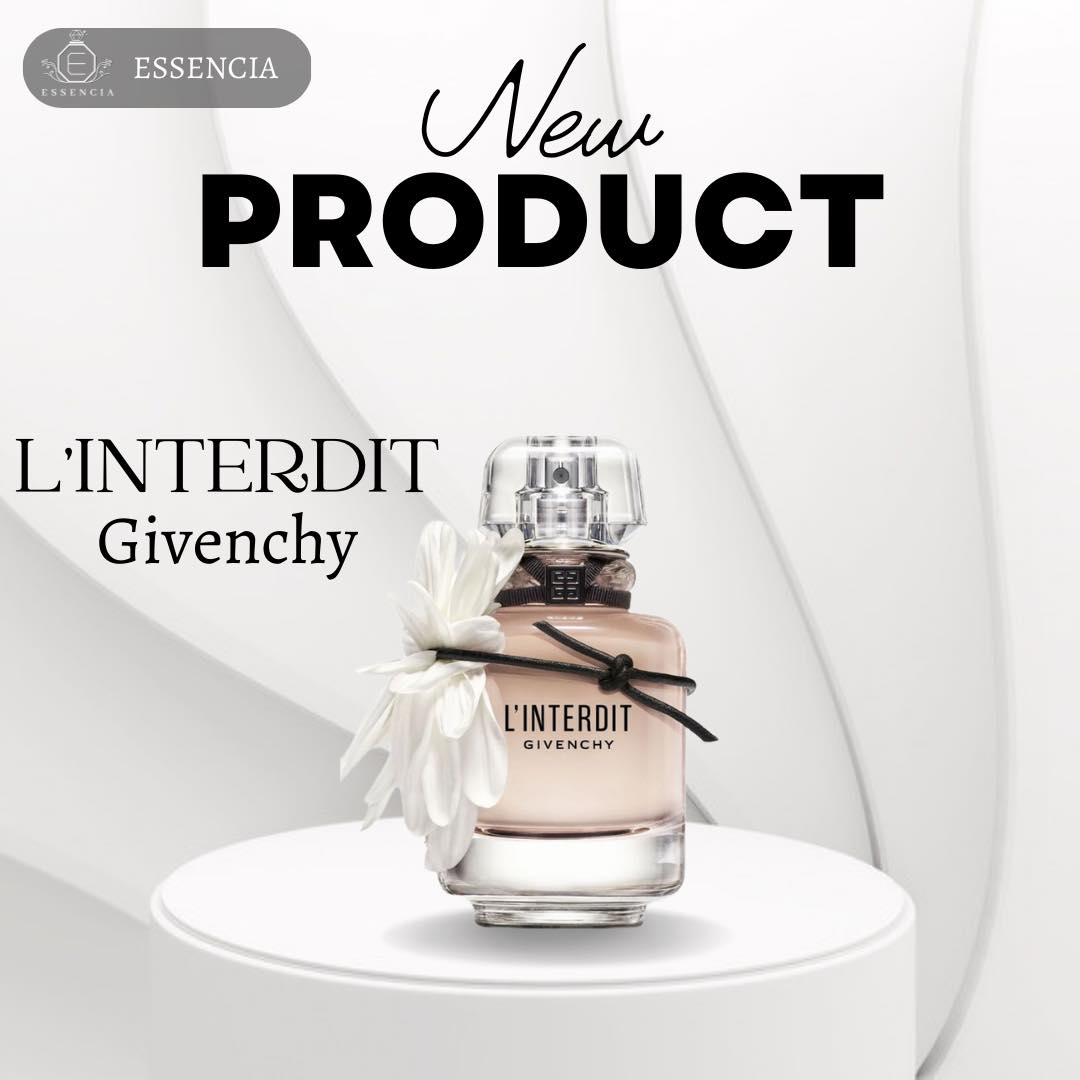 ESSENCIA
ESSENCIA
New
PRODUCT
L'INTERDIT
Givenchy
L'INTERDIT
GIVENCHY